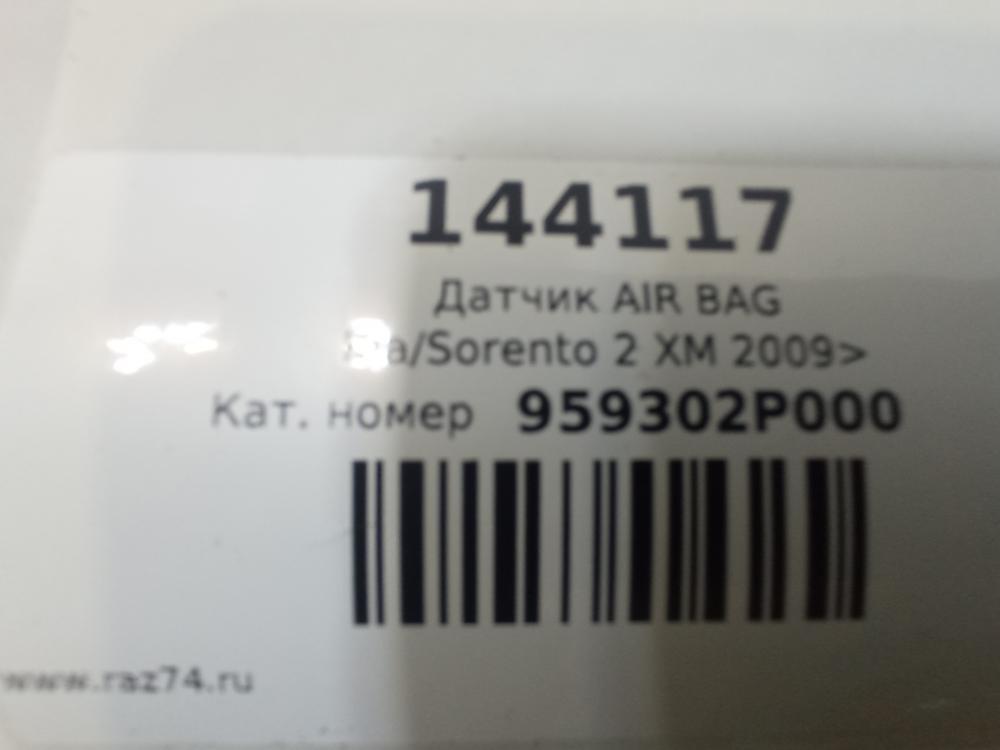 144117
Датчик AIR BAG
/Sorento 2 XM 2009>
Кат. номер 959302P000
www.raz74.ru